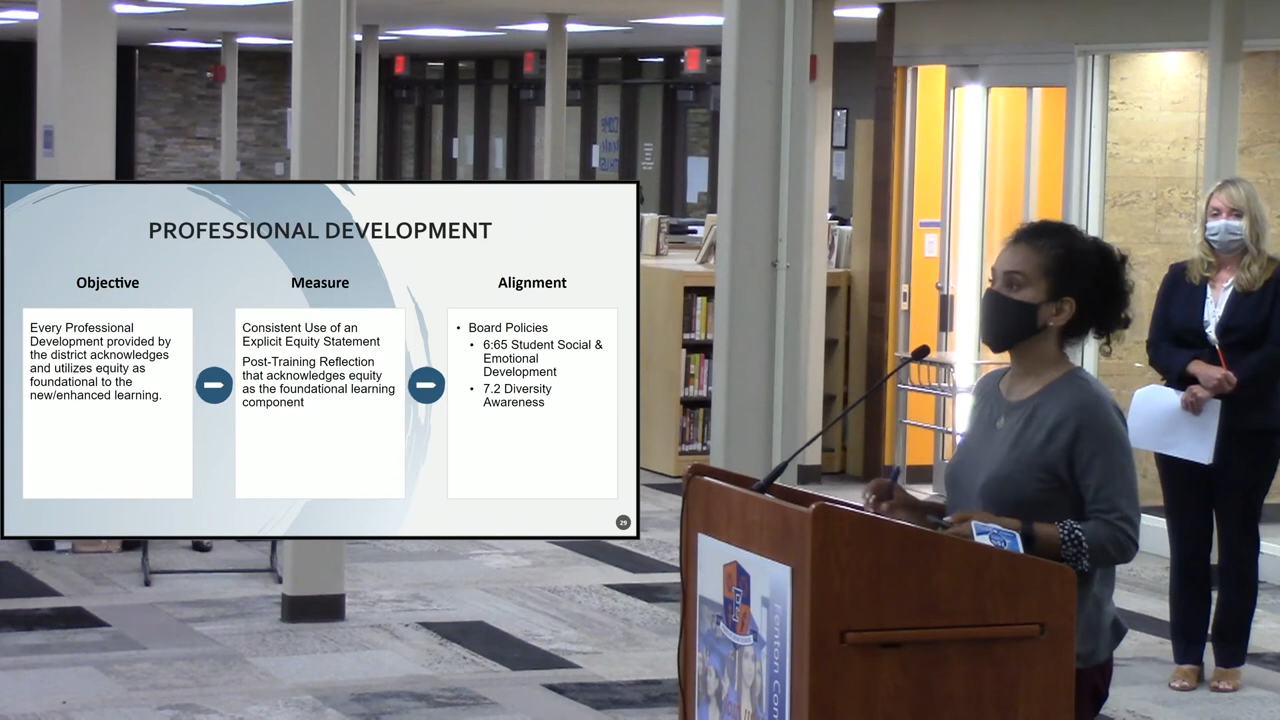 PROFESSIONAL DEVELOPMENT
Objective
Measure
Alignment
Every Professional
Development provided by
the district acknowledges
and utilizes equity as
foundational to the
new/enhanced learning.
Consistent Use of an
Explicit Equity Statement
Post-Training Reflection
that acknowledges equity
as the foundational learning
component
• Board Policies
• 6:65 Student Social &
Emotional
Development
• 7.2 Diversity
Awareness
29
Fenton Com